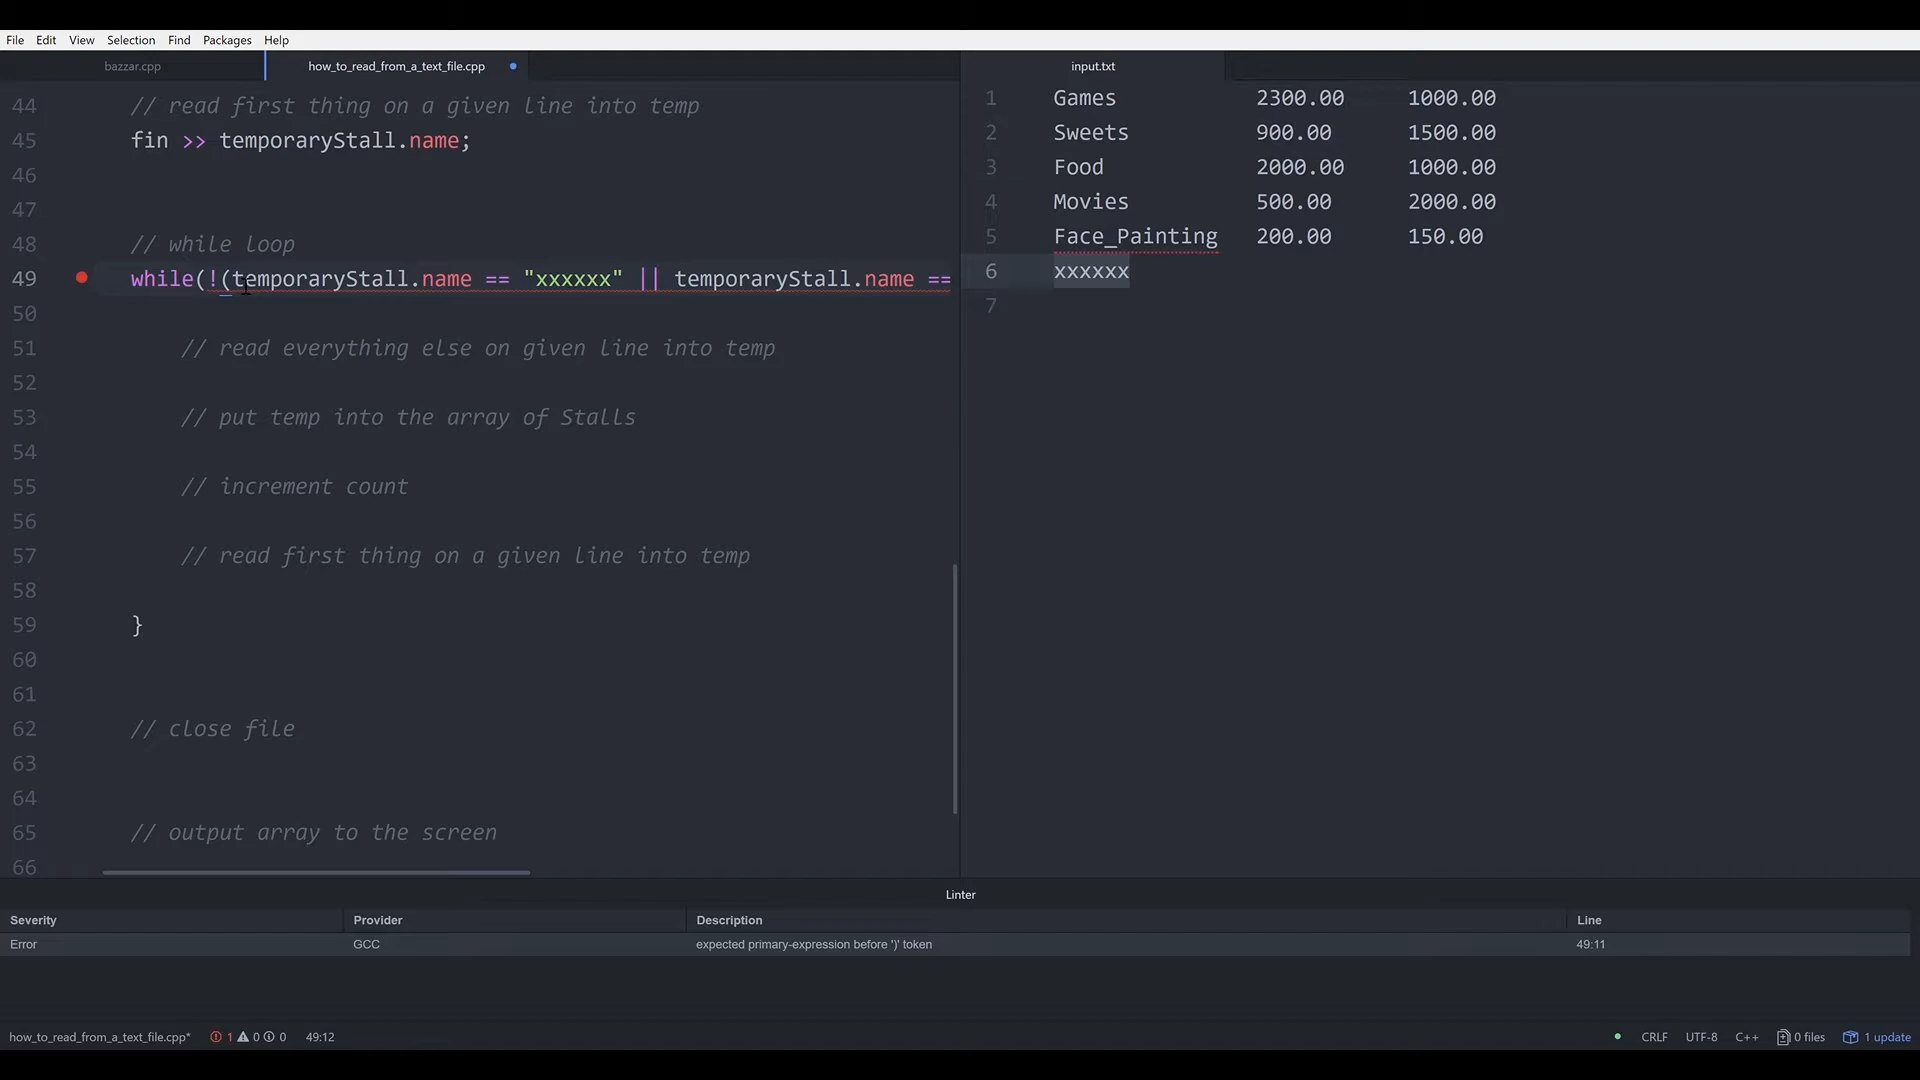 File Edit View Selection Find Packages Help
bazzar.cpp how_to_read_from_a_text_file.cpp input.txt
44 // read first thing on a given line into temp
45 fin >> temporaryStall.name;
46
47
48 // while loop
49 while(!(temporaryStall.name == "xxxxxx" || temporaryStall.name ==
50
51 // read everything else on given line into temp
52
53 // put temp into the array of Stalls
54
55 // increment count
56
57 // read first thing on a given line into temp
58
59 }
60
61
62 // close file
63
64
65 // output array to the screen
66
1 Games 2300.00 1000.00
2 Sweets 900.00 1500.00
3 Food 2000.00 1000.00
4 Movies 500.00 2000.00
5 Face_Painting 200.00 150.00
6 xxxxxx
7
Linter
Severity Provider Description Line
Error GCC expected primary-expression before ')' token 49:11
how_to_read_from_a_text_file.cpp* 1 0 0 49:12 CRLF UTF-8 C++ 0 files 1 update